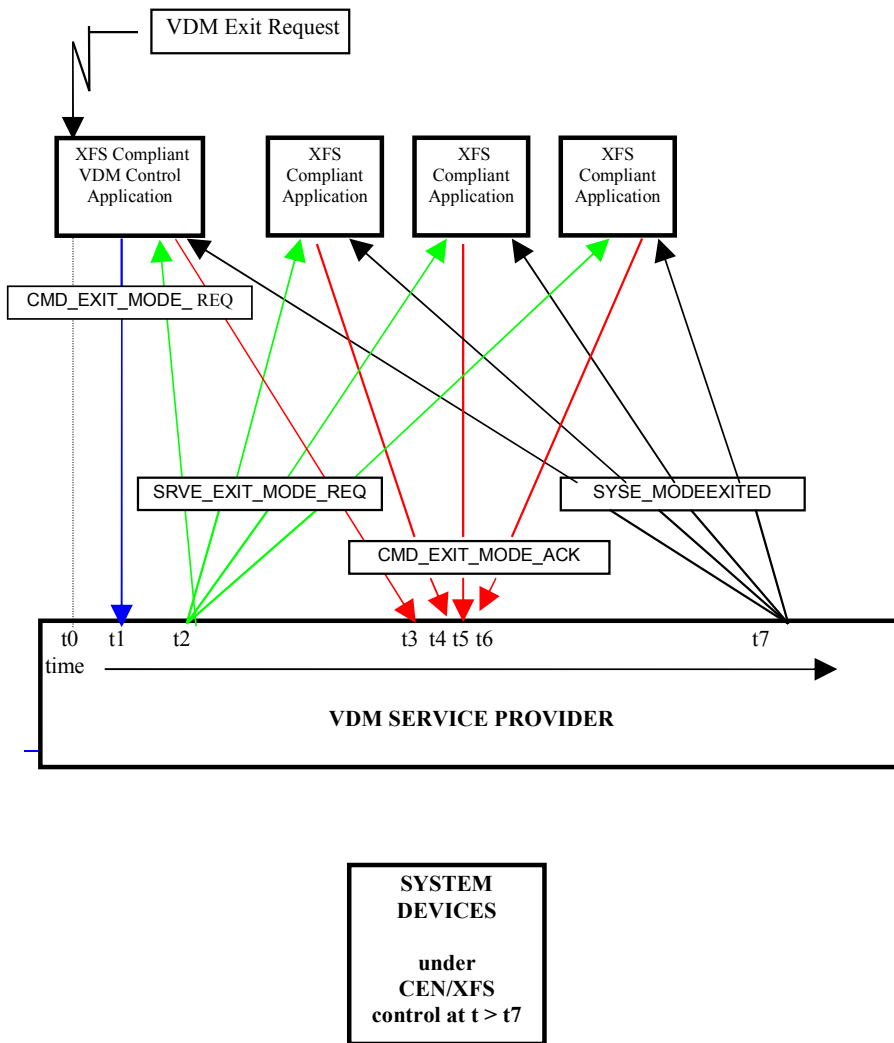 VDM Exit Request
XFS Compliant
VDM Control
Application
XFS
Compliant
Application
XFS
Compliant
Application
XFS
Compliant
Application
CMD_EXIT_MODE_ REQ
SRVE_EXIT_MODE_REQ
SYSE_MODEEXITED
CMD_EXIT_MODE_ACK
t0 t1 t2 t3 t4 t5 t6 t7
time
VDM SERVICE PROVIDER
SYSTEM
DEVICES
under
CEN/XFS
control at t > t7